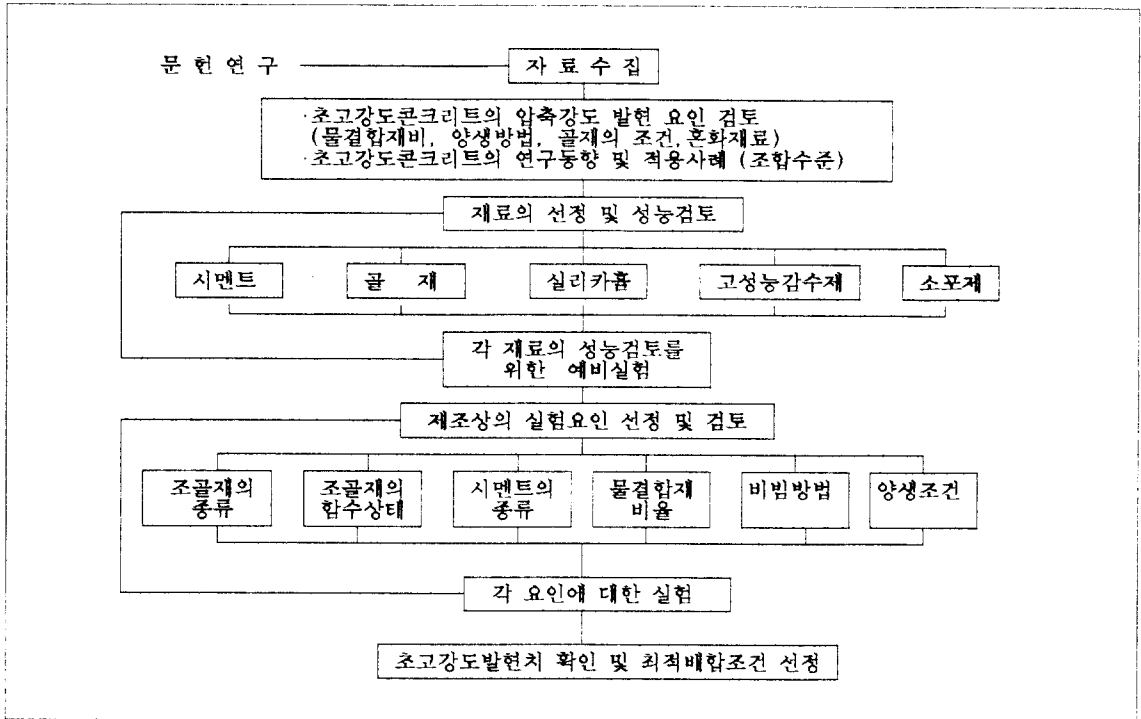 문 헌 연 구
자 료 수 집
·초고강도콘크리트의 압축강도 발현 요인 검토
(물결합재비, 양생방법, 골재의 조건, 혼화재료)
·초고강도콘크리트의 연구동향 및 적용사례 (조합수준)
재료의 선정 및 성능검토
시멘트
골 재
실리카흄
고성능감수제
소포제
각 재료의 성능검토를
위한 예비실험
제조상의 실험요인 선정 및 검토
조골재의
종류
조골재의
함수상태
시멘트의
종류
물결합재
비율
비빔방법
양생조건
각 요인에 대한 실험
초고강도발현치 확인 및 최적배합조건 선정